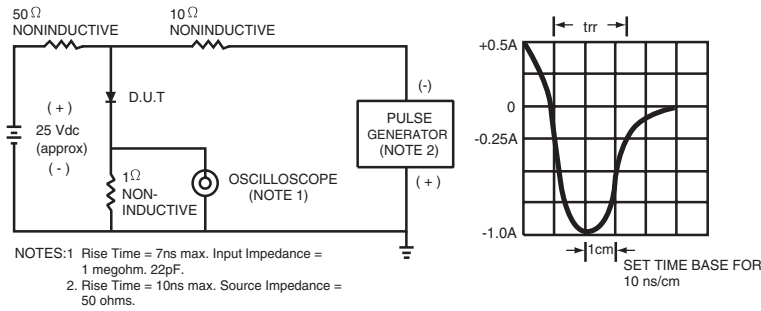 50Ω
NONINDUCTIVE
10Ω
NONINDUCTIVE
D.U.T
(+)
25 Vdc
(approx)
(-)
1Ω
NON-
INDUCTIVE
OSCILLOSCOPE
(NOTE 1)
(-)
PULSE
GENERATOR
(NOTE 2)
(+)
trr
+0.5A
0
-0.25A
-1.0A
1cm
SET TIME BASE FOR
10 ns/cm
NOTES:1 Rise Time = 7ns max. Input Impedance =
1 megohm. 22pF.
2. Rise Time = 10ns max. Source Impedance =
50 ohms.